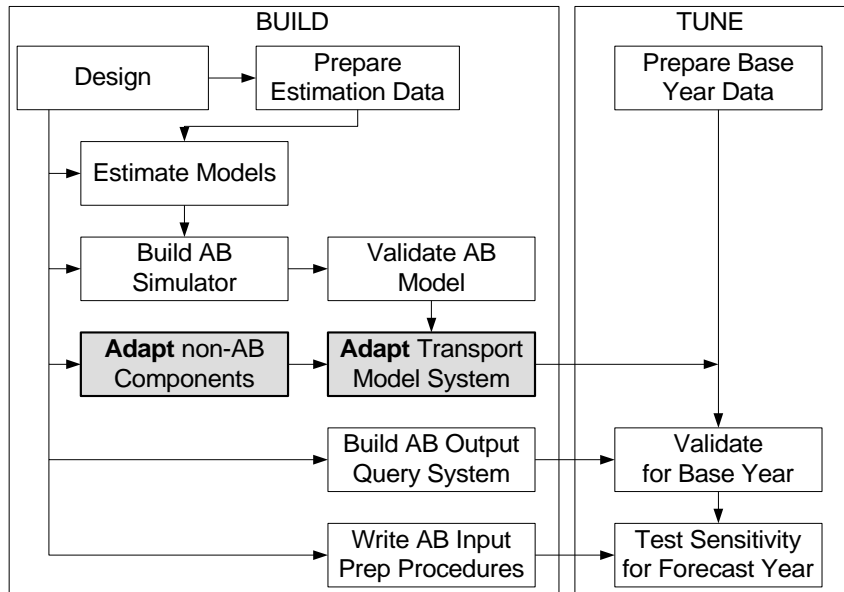 BUILD
TUNE
Design
Prepare
Estimation Data
Prepare Base
Year Data
Estimate Models
Build AB
Simulator
Validate AB
Model
Adapt non-AB
Components
Adapt Transport
Model System
Build AB Output
Query System
Validate
for Base Year
Write AB Input
Prep Procedures
Test Sensitivity
for Forecast Year